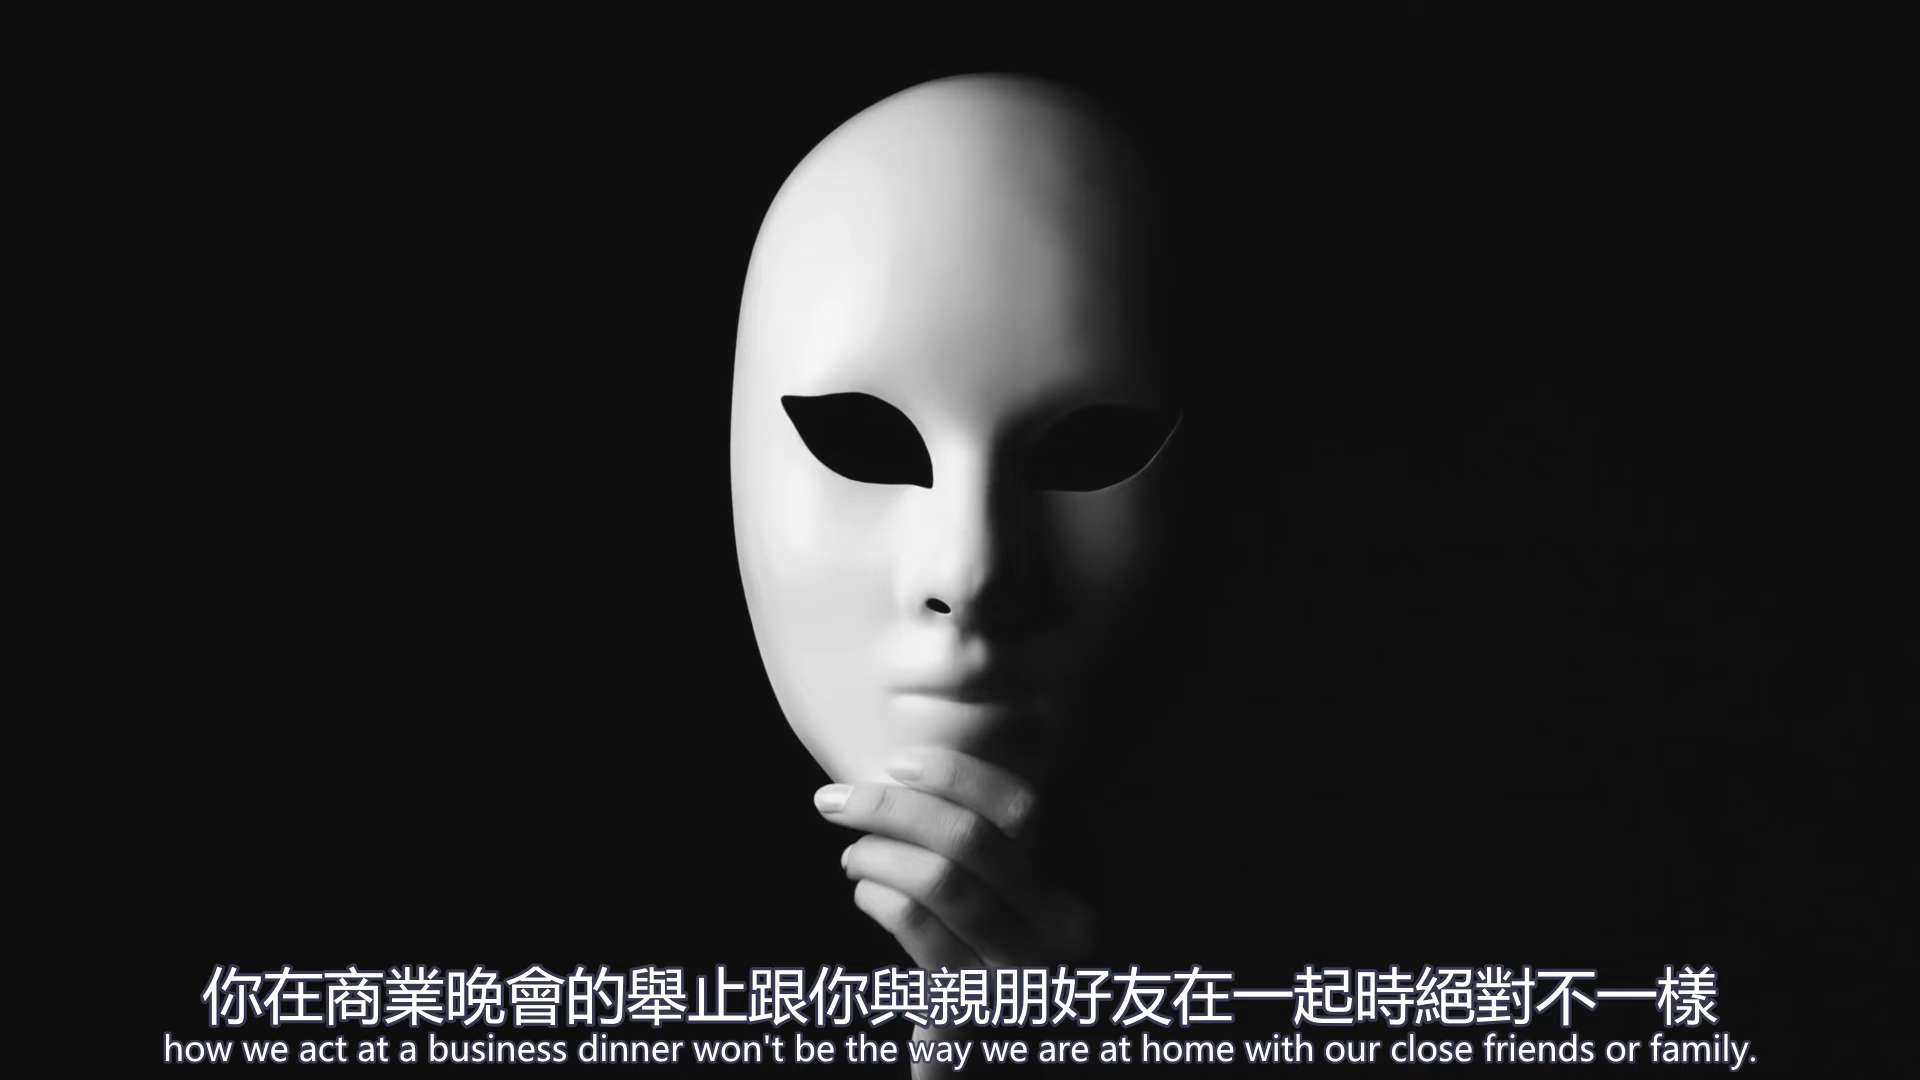 你在商業晚會的舉止跟你與親朋好友在一起時絕對不一樣
how we act at a business dinner won't be the way we are at home with our close friends or family.